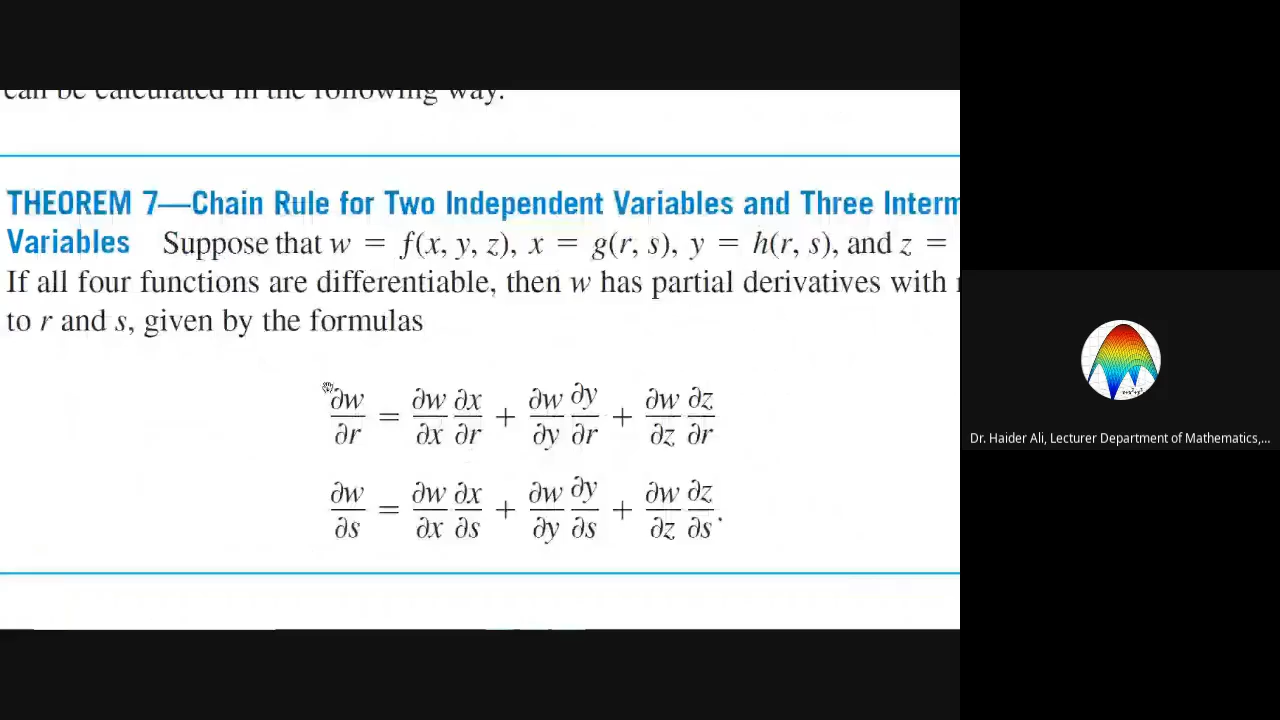 can be calculated in the following way.
THEOREM 7—Chain Rule for Two Independent Variables and Three Interm
Variables Suppose that w = f(x, y, z), x = g(r, s), y = h(r, s), and z =
If all four functions are differentiable, then w has partial derivatives with
to r and s, given by the formulas
∂w/∂r = ∂w/∂x ∂x/∂r + ∂w/∂y ∂y/∂r + ∂w/∂z ∂z/∂r
∂w/∂s = ∂w/∂x ∂x/∂s + ∂w/∂y ∂y/∂s + ∂w/∂z ∂z/∂s.
Dr. Haider Ali, Lecturer Department of Mathematics,...